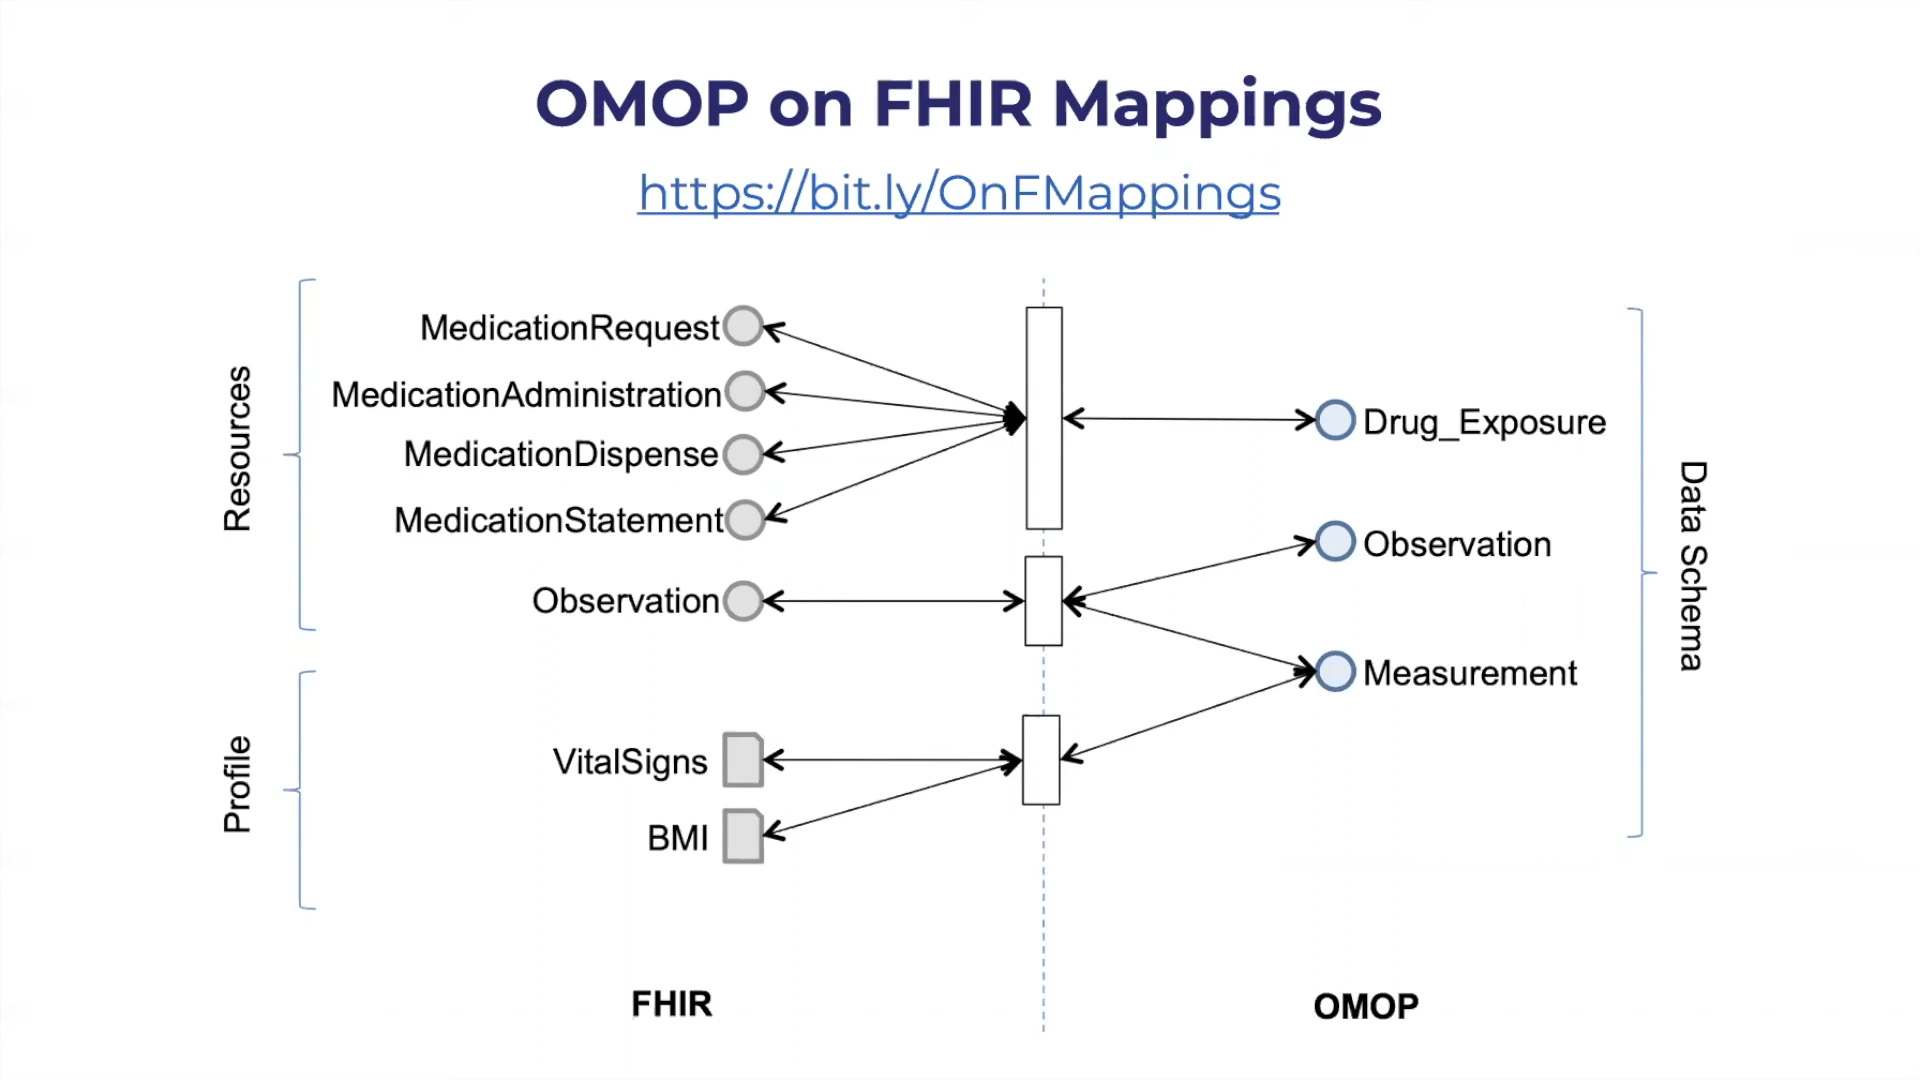 OMOP on FHIR Mappings
https://bit.ly/OnFMappings
Resources
MedicationRequest
MedicationAdministration
MedicationDispense
MedicationStatement
Observation
Profile
VitalSigns
BMI
Drug_Exposure
Observation
Measurement
Data Schema
FHIR
OMOP